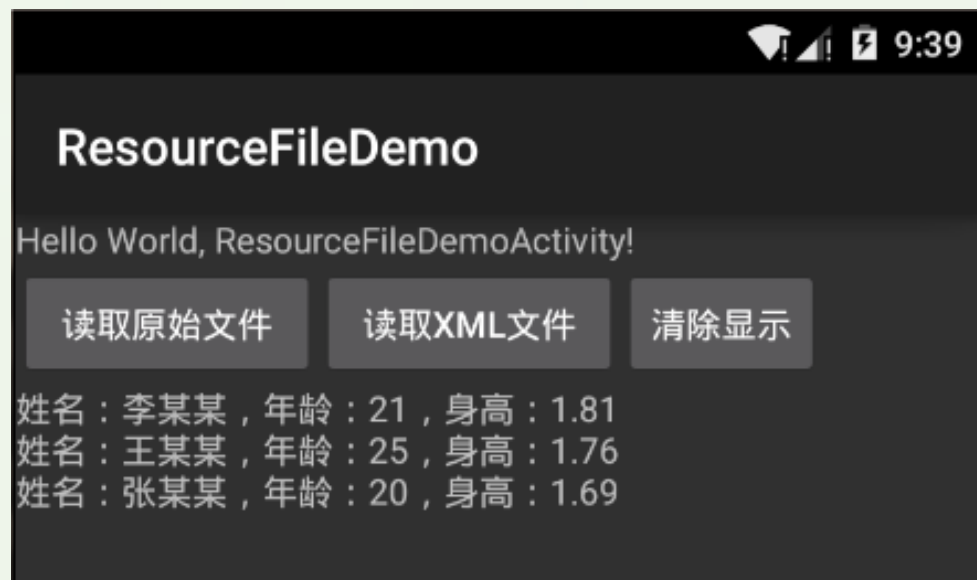 9:39
ResourceFileDemo
Hello World, ResourceFileDemoActivity!
读取原始文件 读取XML文件 清除显示
姓名：李某某，年龄：21，身高：1.81
姓名：王某某，年龄：25，身高：1.76
姓名：张某某，年龄：20，身高：1.69